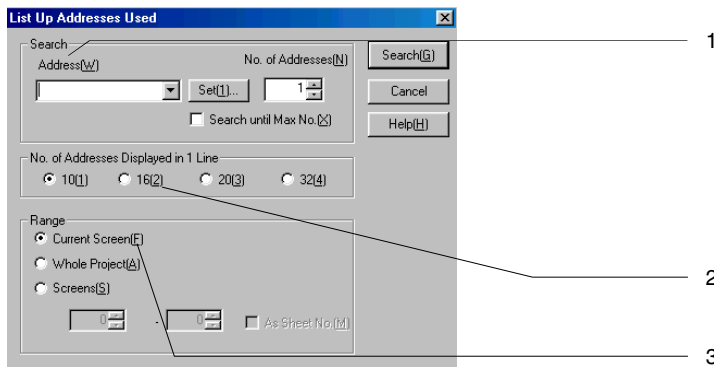 List Up Addresses Used
Search
Address(W)
No. of Addresses(N)
Set(1)...
1
Search until Max No.(X)
Search(G)
Cancel
Help(H)
No. of Addresses Displayed in 1 Line
10(1) 16(2) 20(3) 32(4)
Range
Current Screen(F)
Whole Project(A)
Screens(S)
0 - 0 As Sheet No.(M)
1
2
3